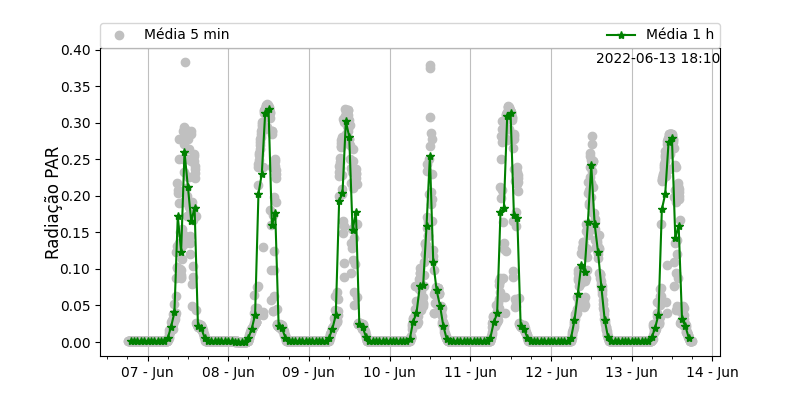 Média 5 min
Média 1 h
2022-06-13 18:10
0.40
0.35
0.30
0.25
0.20
0.15
0.10
0.05
0.00
Radiação PAR
07 - Jun
08 - Jun
09 - Jun
10 - Jun
11 - Jun
12 - Jun
13 - Jun
14 - Jun